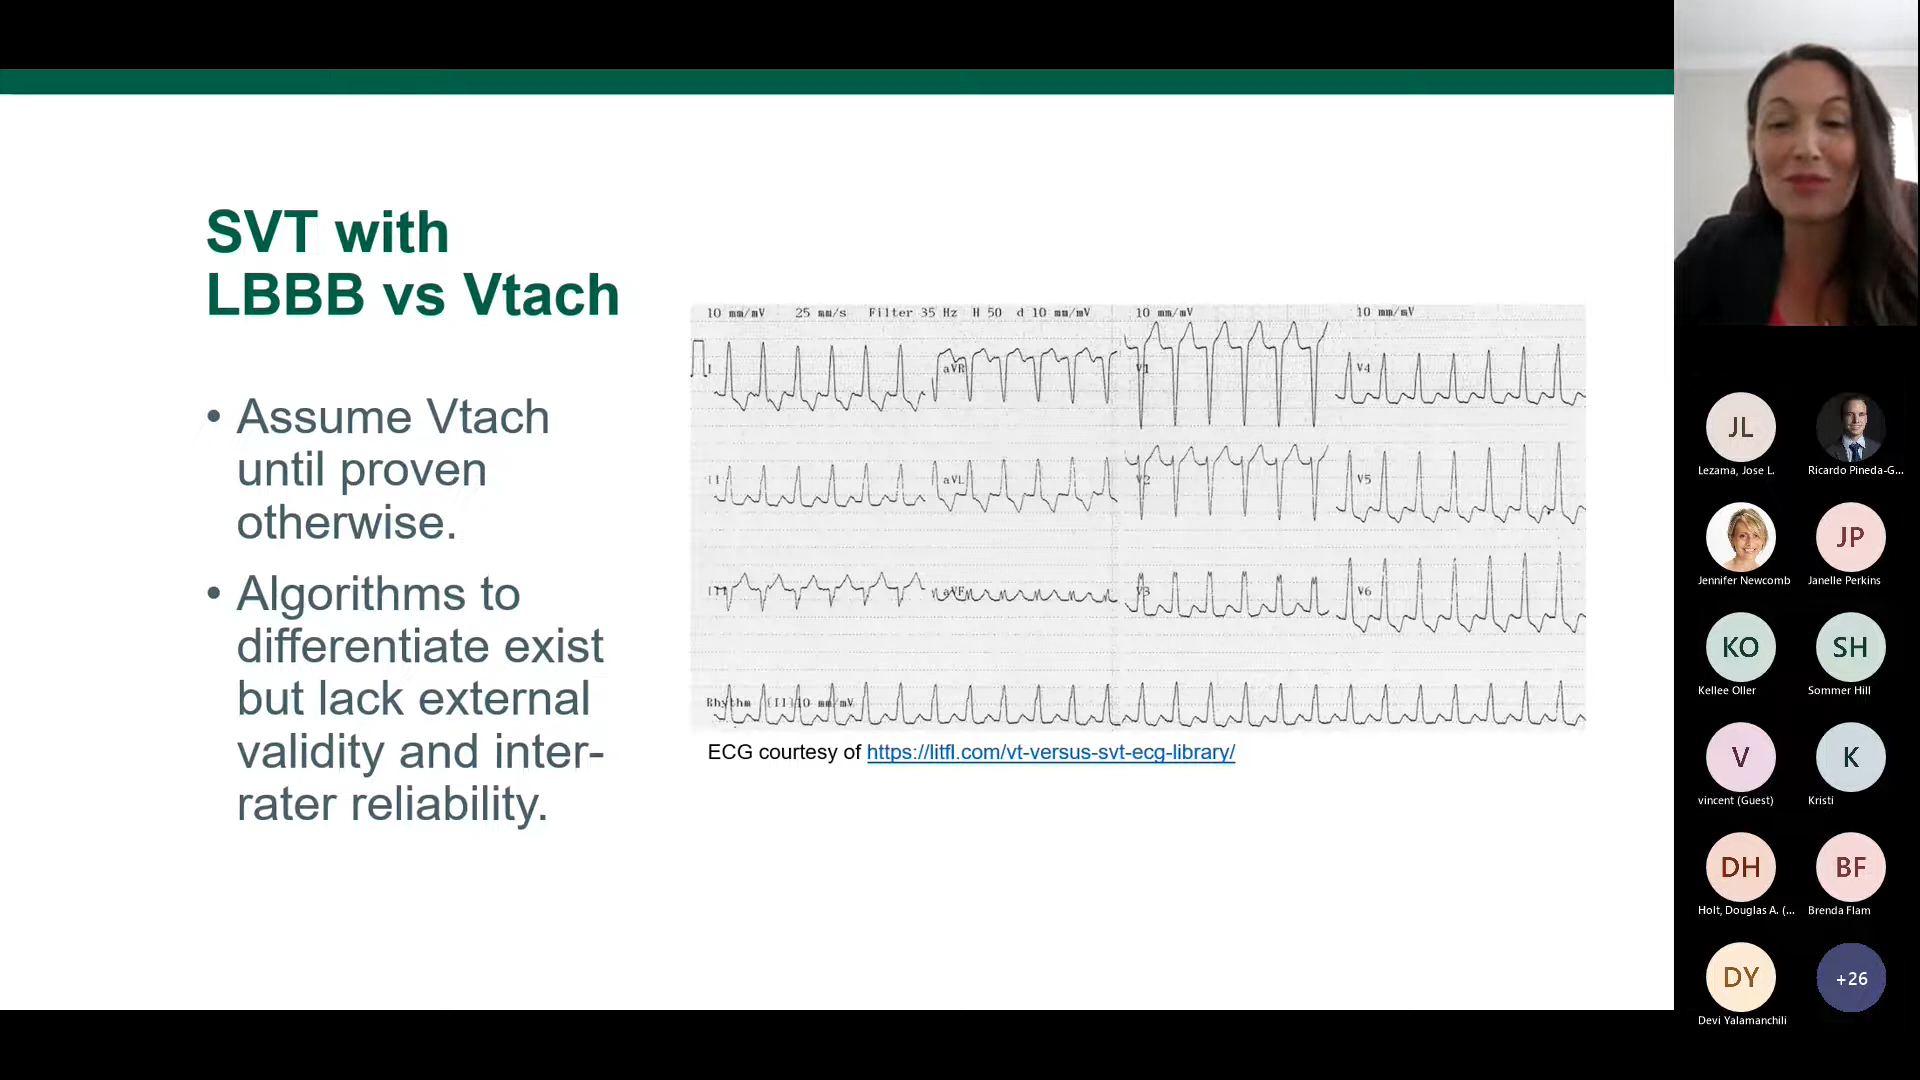 SVT with
LBBB vs Vtach
• Assume Vtach
until proven
otherwise.
• Algorithms to
differentiate exist
but lack external
validity and inter-
rater reliability.
10 mm/mV 25 mm/s Filter 35 Hz H 50 d 10 mm/mV 10 mm/mV 10 mm/mV
I aVR V1 V4
II aVL V2 V5
III aVF V3 V6
Rhythm (II) 10 mm/mV
ECG courtesy of https://litfl.com/vt-versus-svt-ecg-library/
JL
Lezama, Jose L.
Ricardo Pineda-G...
Jennifer Newcomb
JP
Janelle Perkins
KO
Kellee Oller
SH
Sommer Hill
V
vincent (Guest)
K
Kristi
DH
Holt, Douglas A. (...
BF
Brenda Flam
DY
Devi Yalamanchili
+26